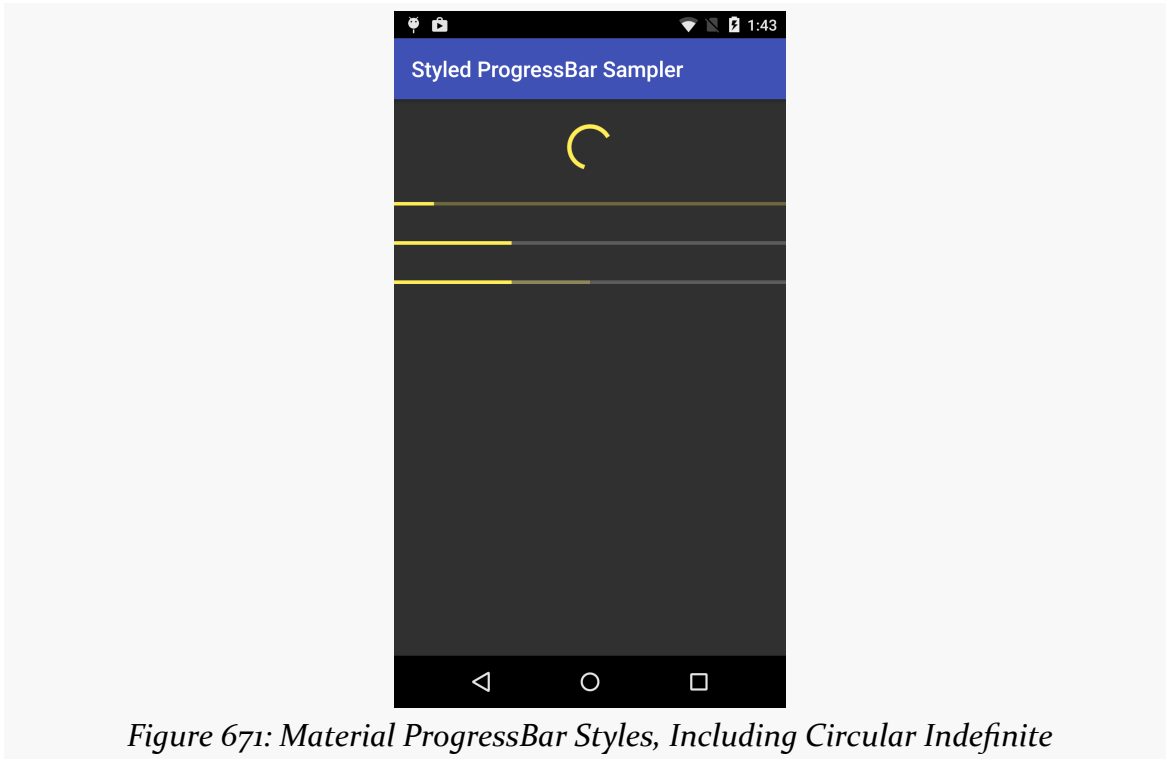 1:43
Styled ProgressBar Sampler
Figure 671: Material ProgressBar Styles, Including Circular Indefinite